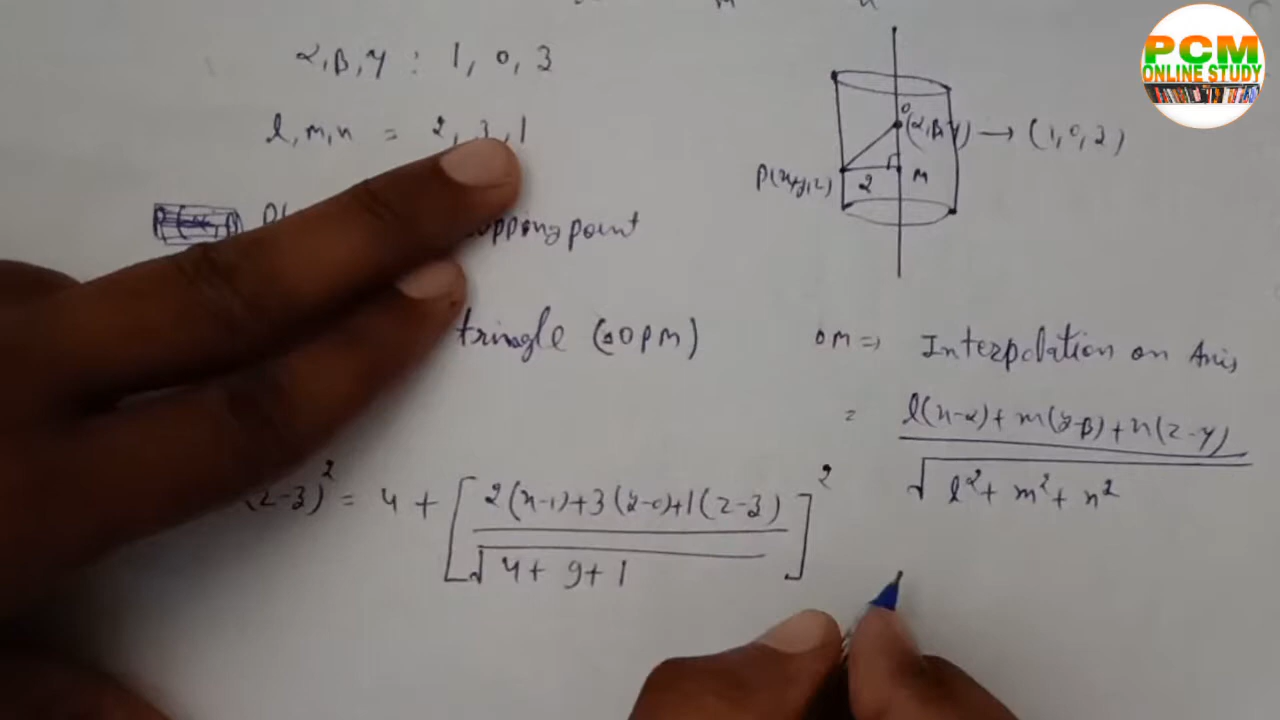 PCM
ONLINE STUDY
α, β, γ : 1, 0, 3
l, m, n = 2, 3, 1
o
(α, β, γ) → (1, 0, 3)
P(x,y,z)
2
M
opping point
tringle (△OPM)
OM ⇒ Interpolation on Axis
= l(x-α) + m(y-β) + n(z-γ)
√l² + m² + n²
(z-3)² = 4 + [2(x-1)+3(y-0)+1(z-3)]²
√4+9+1